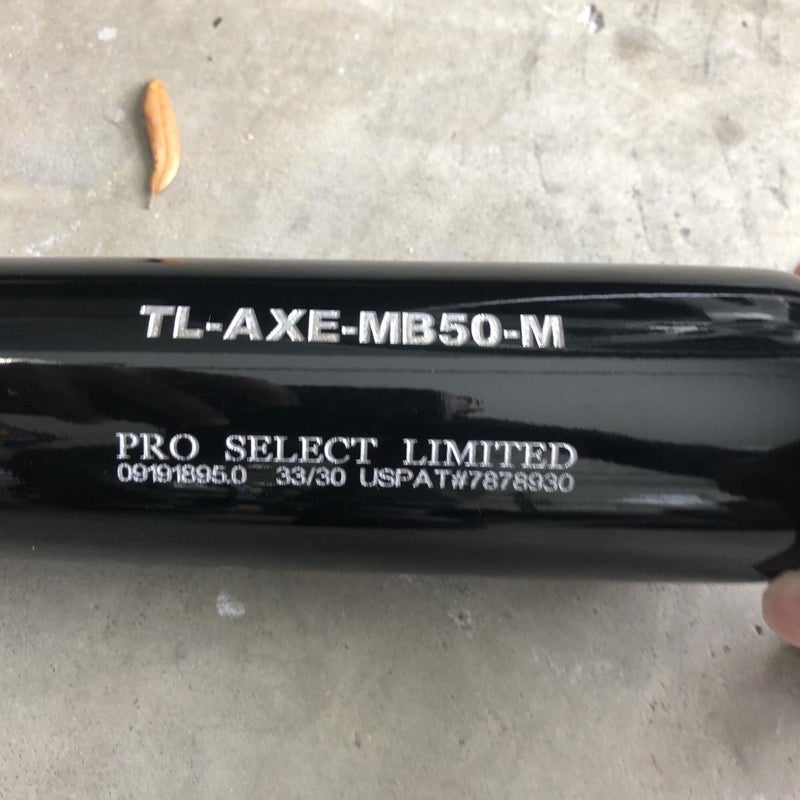 TL-AXE-MB50-M
PRO SELECT LIMITED
09191895.0 33/30 USPAT#7878930